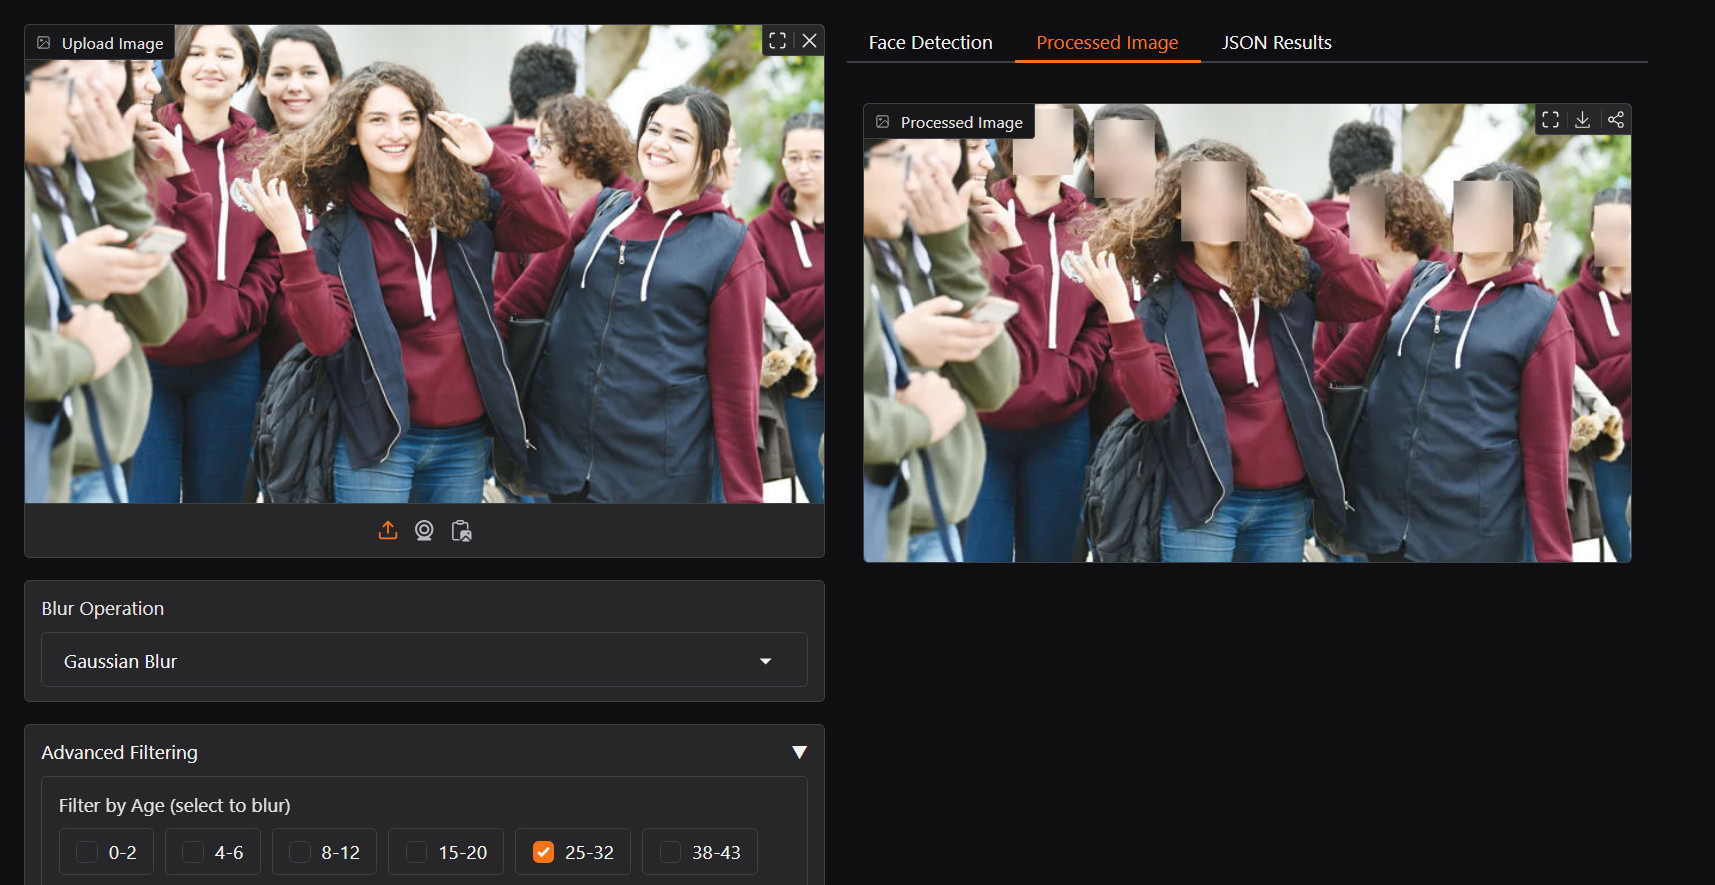 Upload Image
Face Detection
Processed Image
JSON Results
Processed Image
Blur Operation
Gaussian Blur
Advanced Filtering
Filter by Age (select to blur)
0-2
4-6
8-12
15-20
25-32
38-43